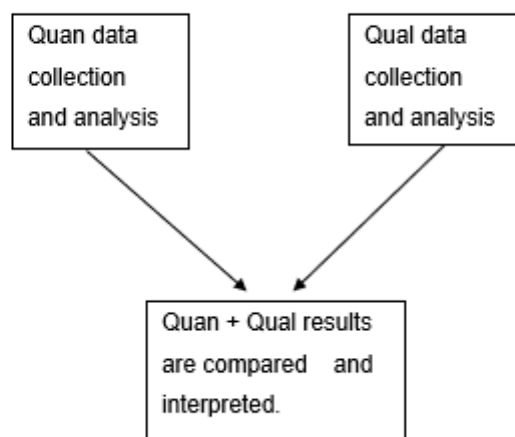 Quan data
collection
and analysis
Qual data
collection
and analysis
Quan + Qual results
are compared and
interpreted.